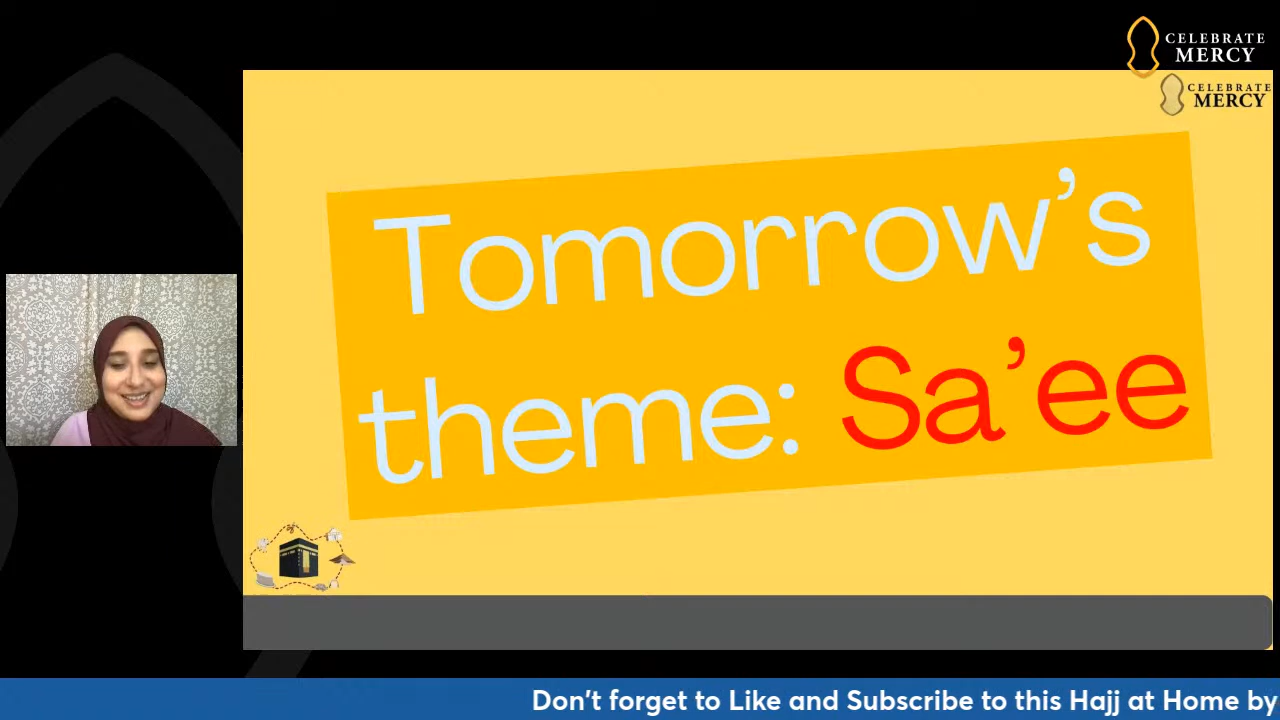 CELEBRATE
MERCY
CELEBRATE
MERCY
Tomorrow’s
theme: Sa’ee
Don’t forget to Like and Subscribe to this Hajj at Home by